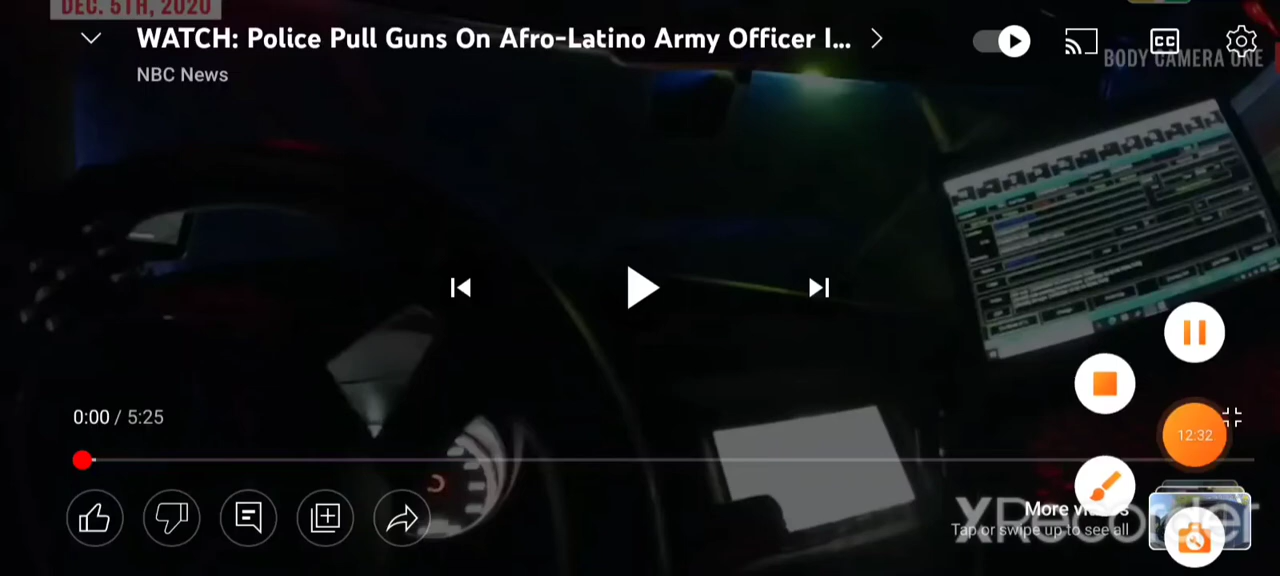 DEC. 5TH, 2020
WATCH: Police Pull Guns On Afro-Latino Army Officer I...
NBC News
CC
BODY CAMERA ONE
0:00 / 5:25
12:32
More
Tap or swipe up to see all
XRecorder